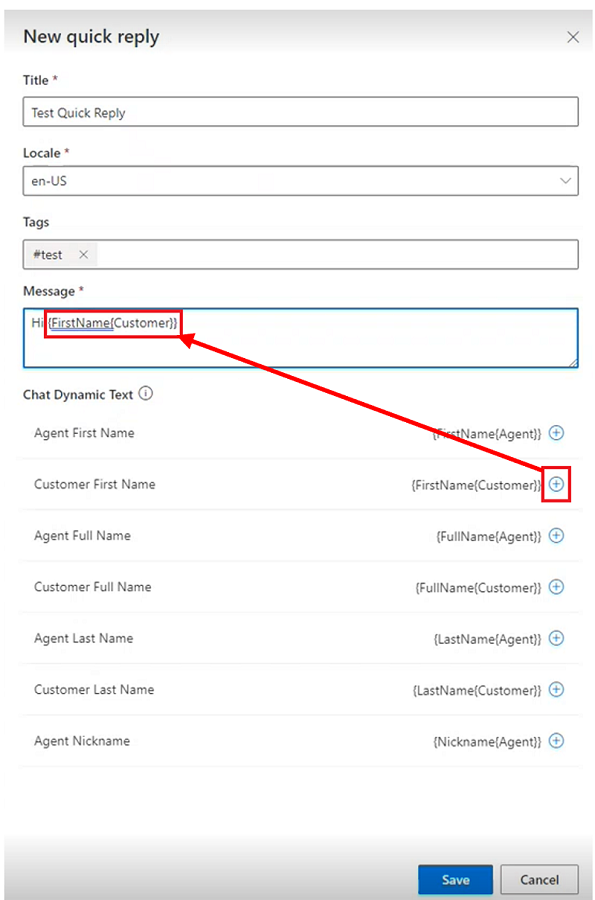 New quick reply
Title *
Test Quick Reply
Locale *
en-US
Tags
#test
Message *
Hi {FirstName{Customer}}
Chat Dynamic Text
Agent First Name {FirstName{Agent}}
Customer First Name {FirstName{Customer}}
Agent Full Name {FullName{Agent}}
Customer Full Name {FullName{Customer}}
Agent Last Name {LastName{Agent}}
Customer Last Name {LastName{Customer}}
Agent Nickname {Nickname{Agent}}
Save Cancel